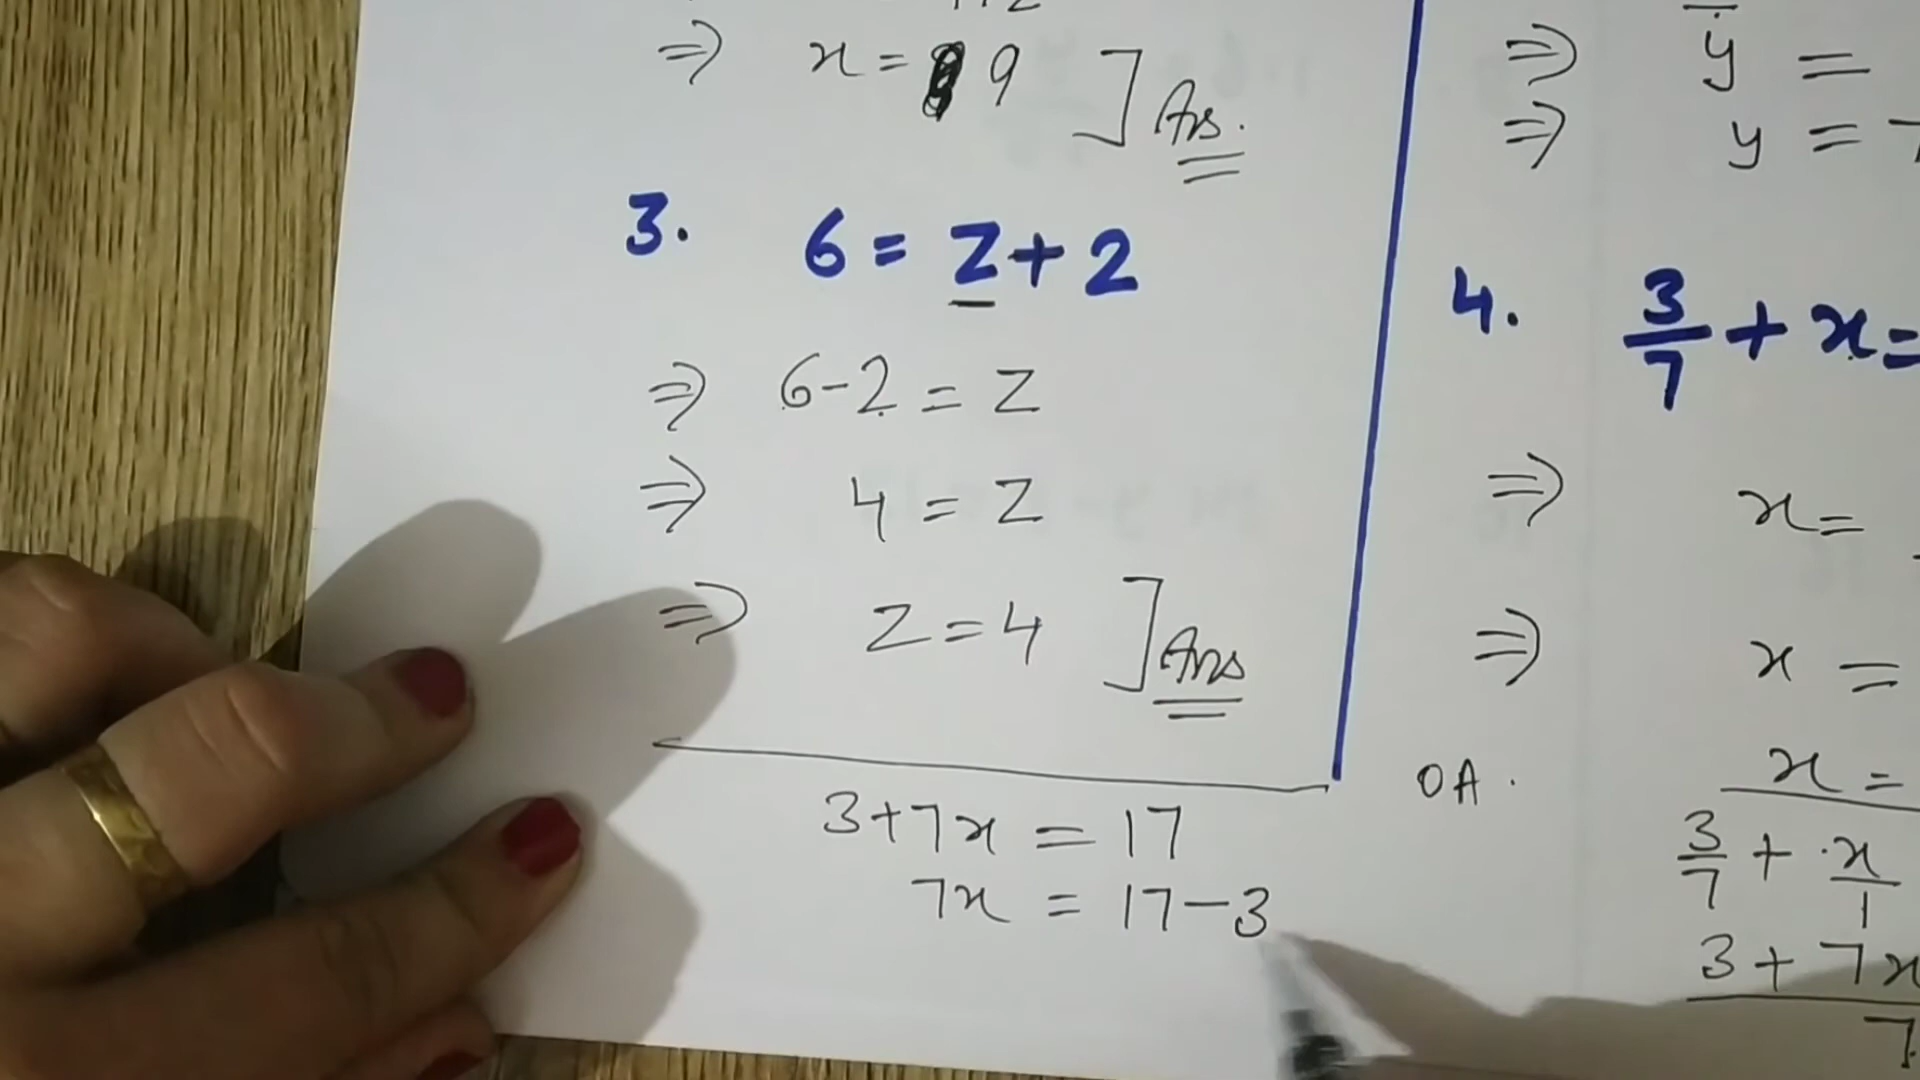 ⇒ x = 9 ] Ans.
3. 6 = z + 2
⇒ 6 - 2 = z
⇒ 4 = z
⇒ z = 4 ] Ans
3 + 7x = 17
7x = 17 - 3
⇒ y =
⇒ y =
4. 3/7 + x =
⇒ x =
⇒ x =
OA. x =
3/7 + x/1
3 + 7x
7